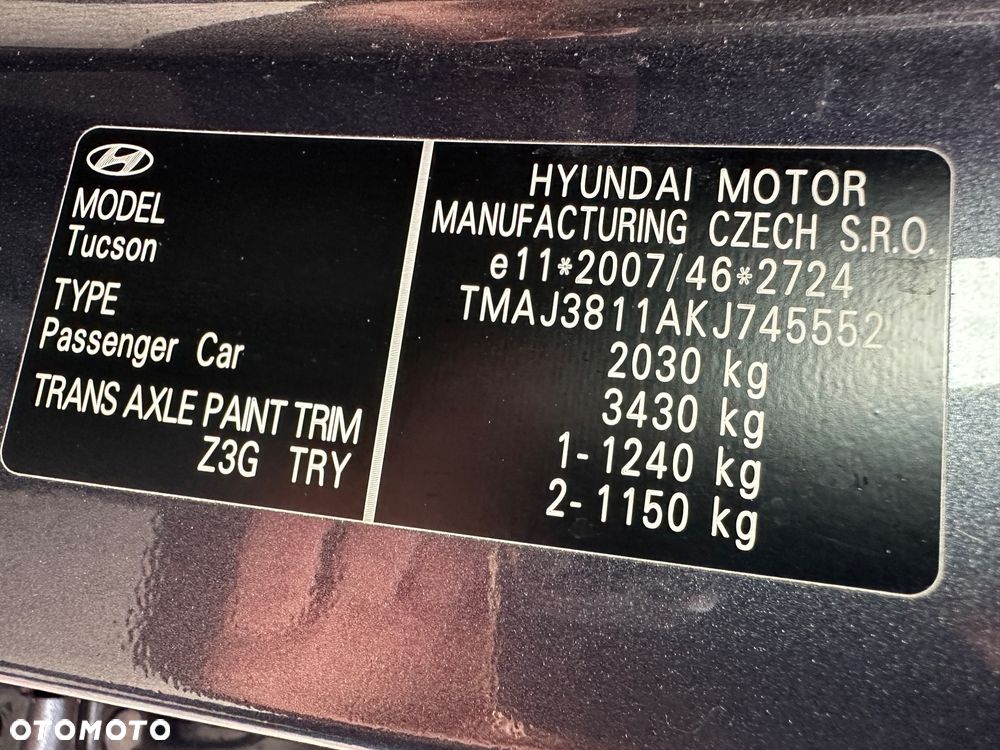 MODEL
Tucson
TYPE
Passenger Car
TRANS AXLE PAINT TRIM
Z3G TRY
HYUNDAI MOTOR
MANUFACTURING CZECH S.R.O.
e11*2007/46*2724
TMAJ3811AKJ745552
2030 kg
3430 kg
1-1240 kg
2-1150 kg
OTOMOTO